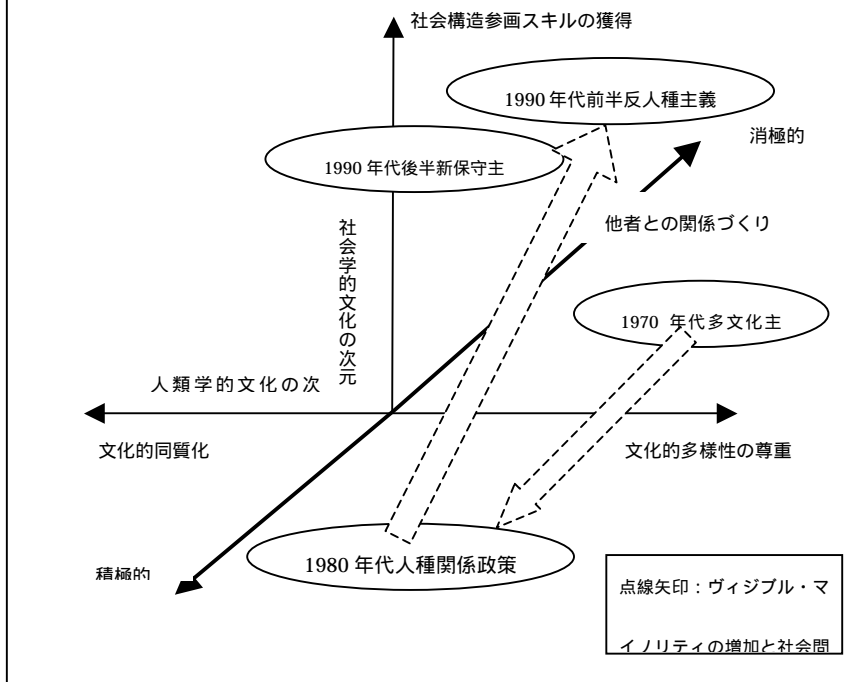 社会構造参画スキルの獲得
1990 年代前半反人種主義
消極的
1990 年代後半新保守主
他者との関係づくり
社会学的文化の次元
1970 年代多文化主
人類学的文化の次
文化的同質化
文化的多様性の尊重
1980 年代人種関係政策
積極的
点線矢印：ヴィジブル・マ
イノリティの増加と社会問